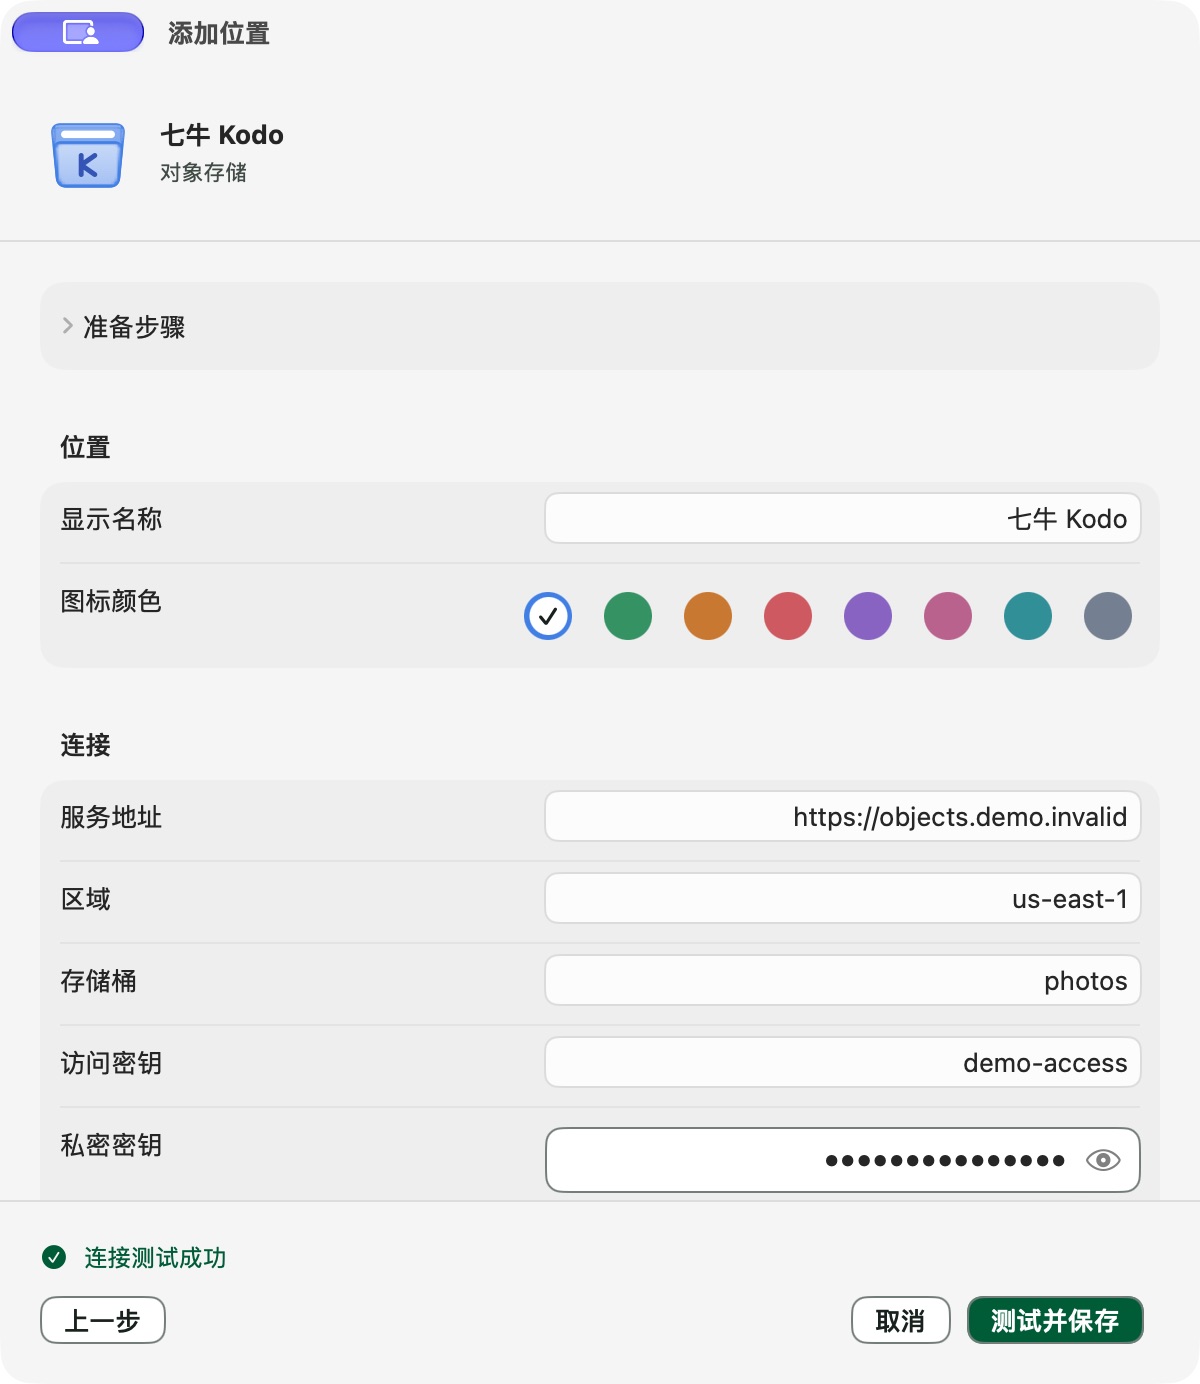 添加位置
七牛 Kodo
对象存储
K
准备步骤
位置
显示名称
七牛 Kodo
图标颜色
连接
服务地址
https://objects.demo.invalid
区域
us-east-1
存储桶
photos
访问密钥
demo-access
私密密钥
•••••••••••••••
连接测试成功
上一步
取消
测试并保存